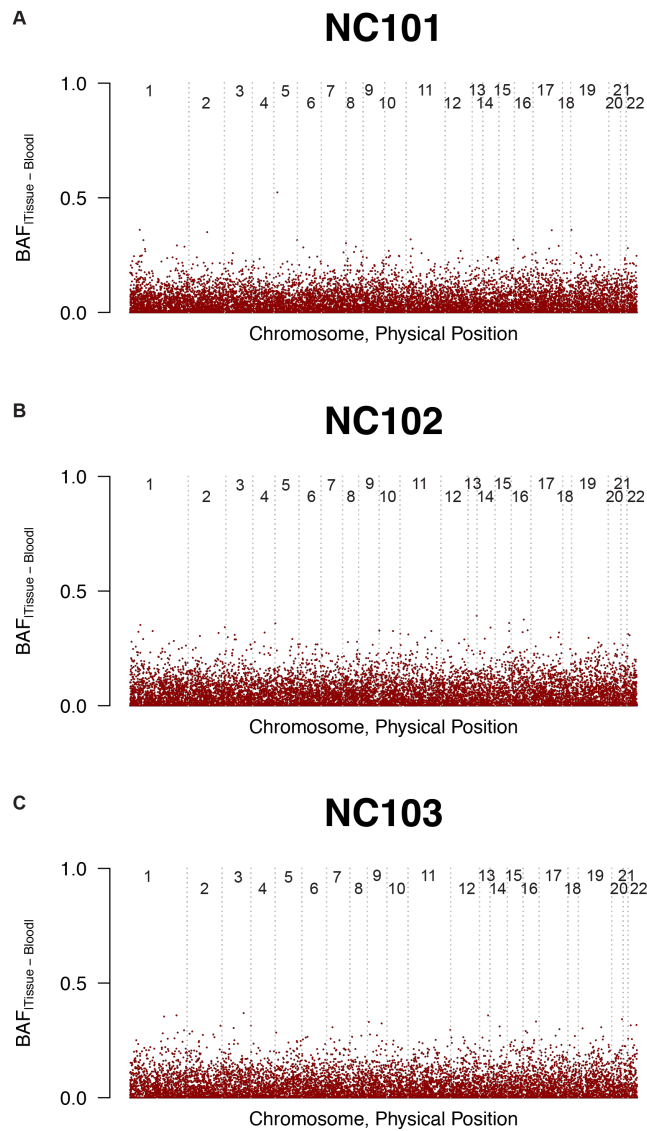 A
NC101
1.0
1 3 5 7 9 11 13 15 17 19 21
2 4 6 8 10 12 14 16 18 20 22
0.5
BAF|Tissue − Blood|
0.0
Chromosome, Physical Position
B
NC102
1.0
1 3 5 7 9 11 13 15 17 19 21
2 4 6 8 10 12 14 16 18 20 22
0.5
BAF|Tissue − Blood|
0.0
Chromosome, Physical Position
C
NC103
1.0
1 3 5 7 9 11 13 15 17 19 21
2 4 6 8 10 12 14 16 18 20 22
0.5
BAF|Tissue − Blood|
0.0
Chromosome, Physical Position